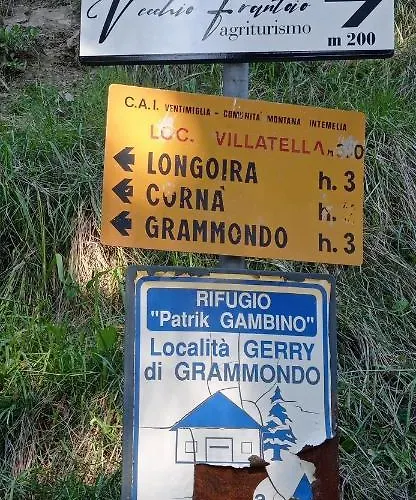 Vecchio Frantoio
agriturismo
m 200
C.A.I. VENTIMIGLIA - COMUNITÀ MONTANA INTEMELIA
LOC. VILLATELLA
LONGOIRA h. 3
CORNÀ h.
GRAMMONDO h. 3
RIFUGIO
"Patrik GAMBINO"
Località GERRY
di GRAMMONDO